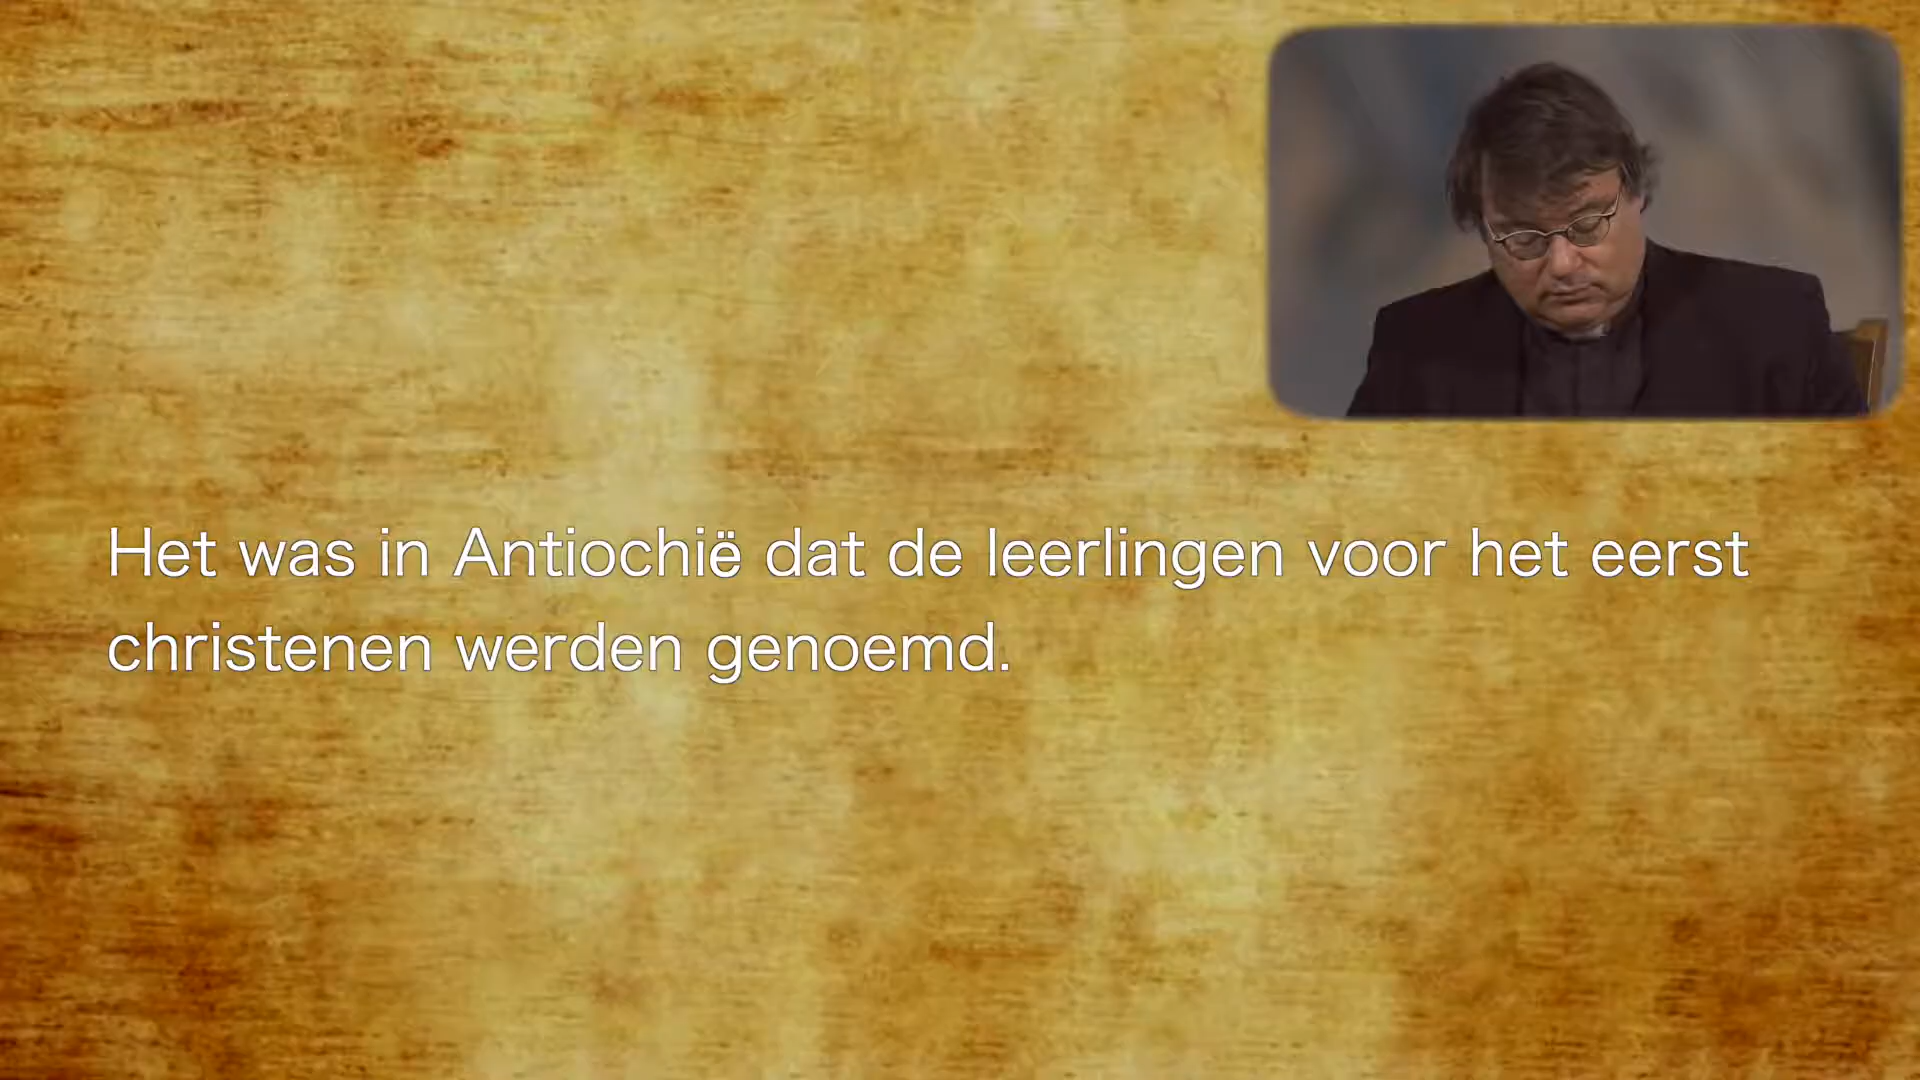 Het was in Antiochië dat de leerlingen voor het eerst
christenen werden genoemd.